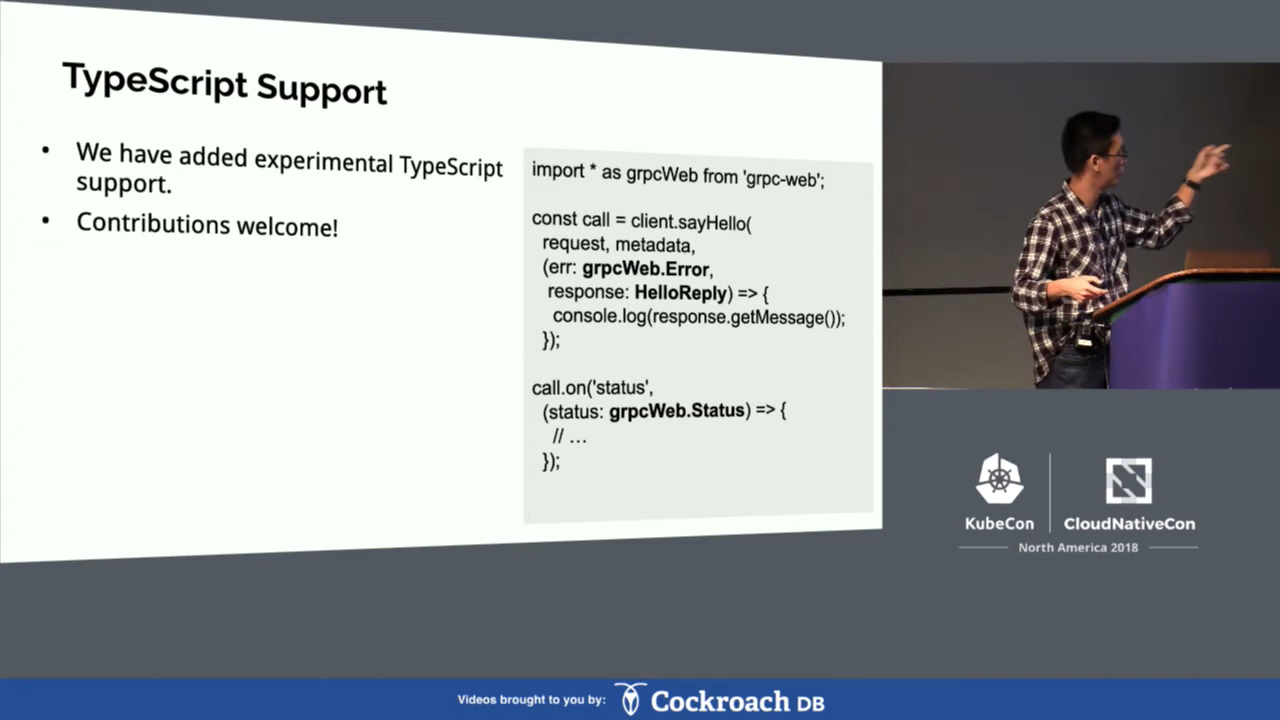 TypeScript Support
• We have added experimental TypeScript
support.
• Contributions welcome!
import * as grpcWeb from 'grpc-web';
const call = client.sayHello(
request, metadata,
(err: grpcWeb.Error,
response: HelloReply) => {
console.log(response.getMessage());
});
call.on('status',
(status: grpcWeb.Status) => {
// …
});
KubeCon
CloudNativeCon
North America 2018
Videos brought to you by: Cockroach DB